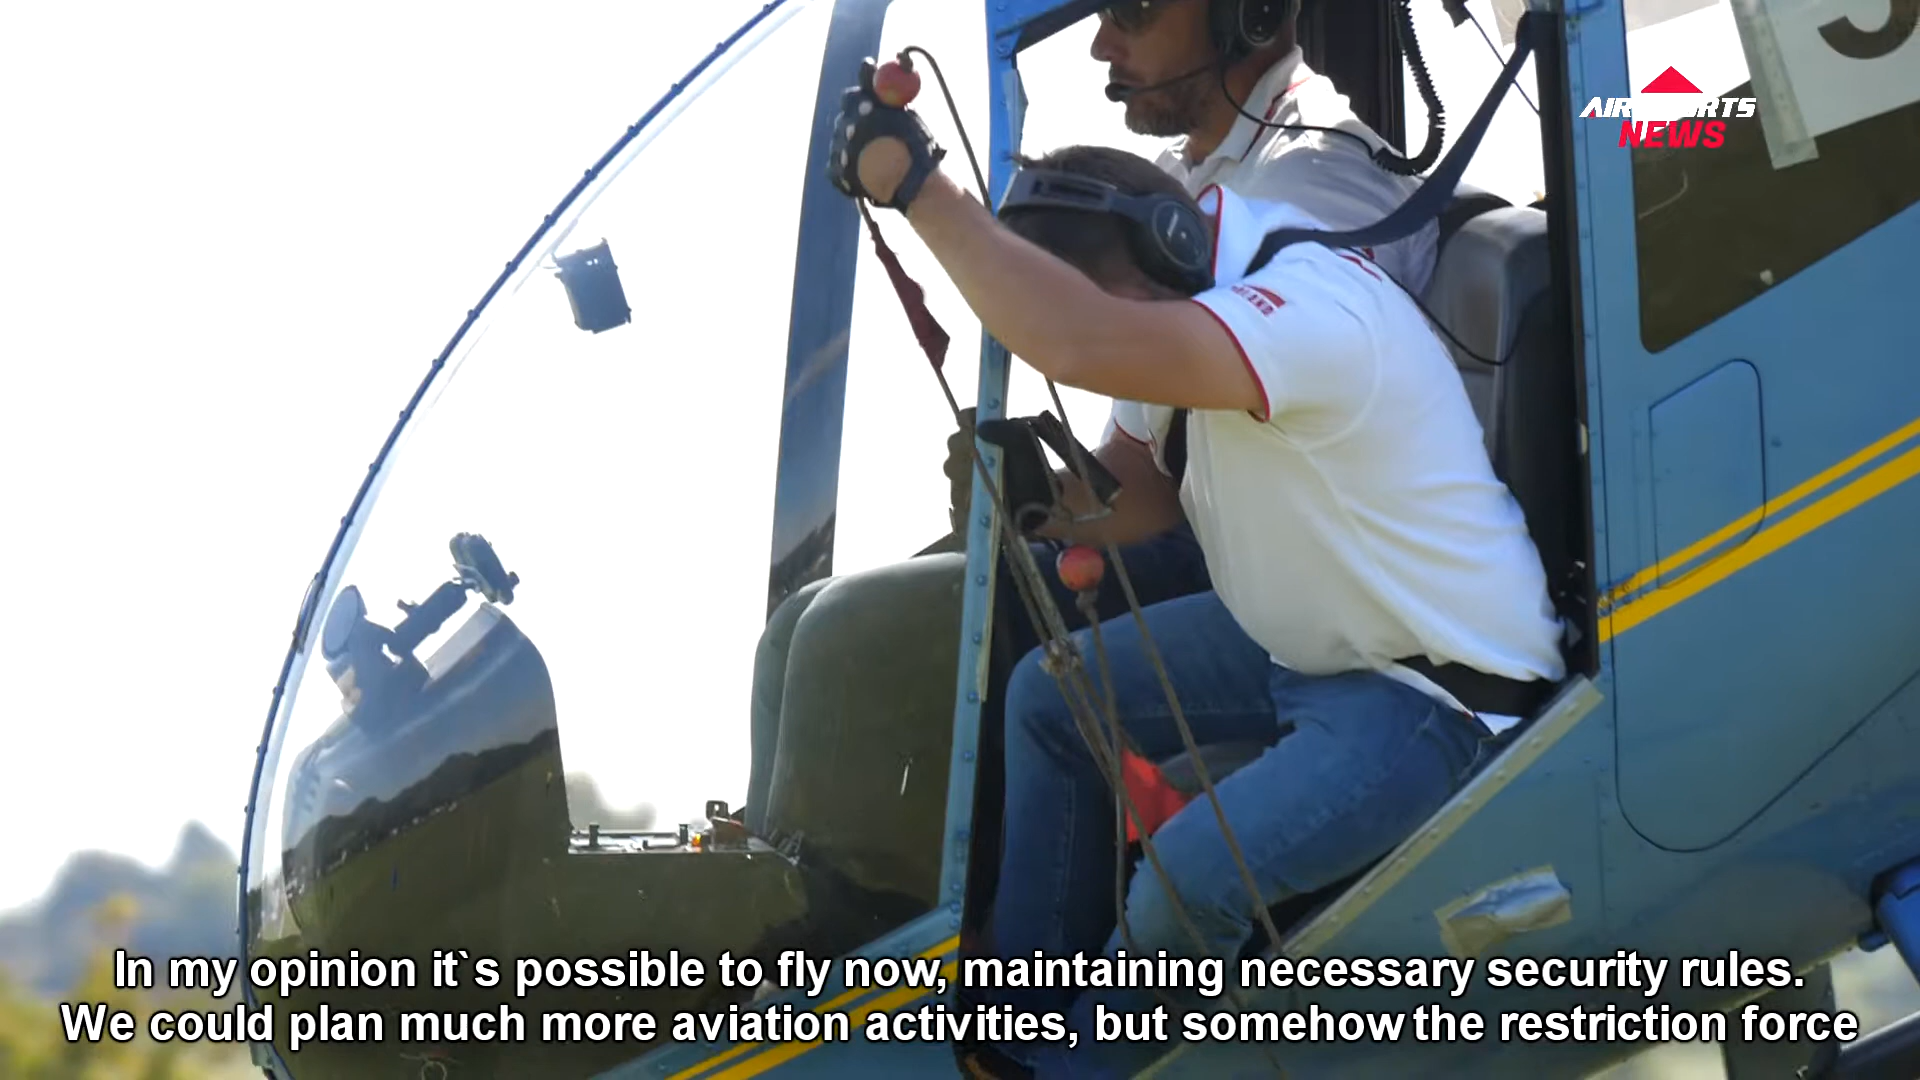 AIRSPORTS
NEWS
In my opinion it`s possible to fly now, maintaining necessary security rules.
We could plan much more aviation activities, but somehow the restriction force